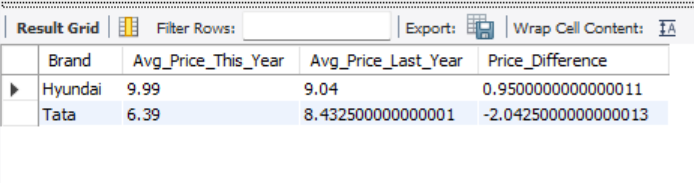 Result Grid Filter Rows: Export: Wrap Cell Content: IA
Brand Avg_Price_This_Year Avg_Price_Last_Year Price_Difference
Hyundai 9.99 9.04 0.9500000000000011
Tata 6.39 8.432500000000001 -2.0425000000000013